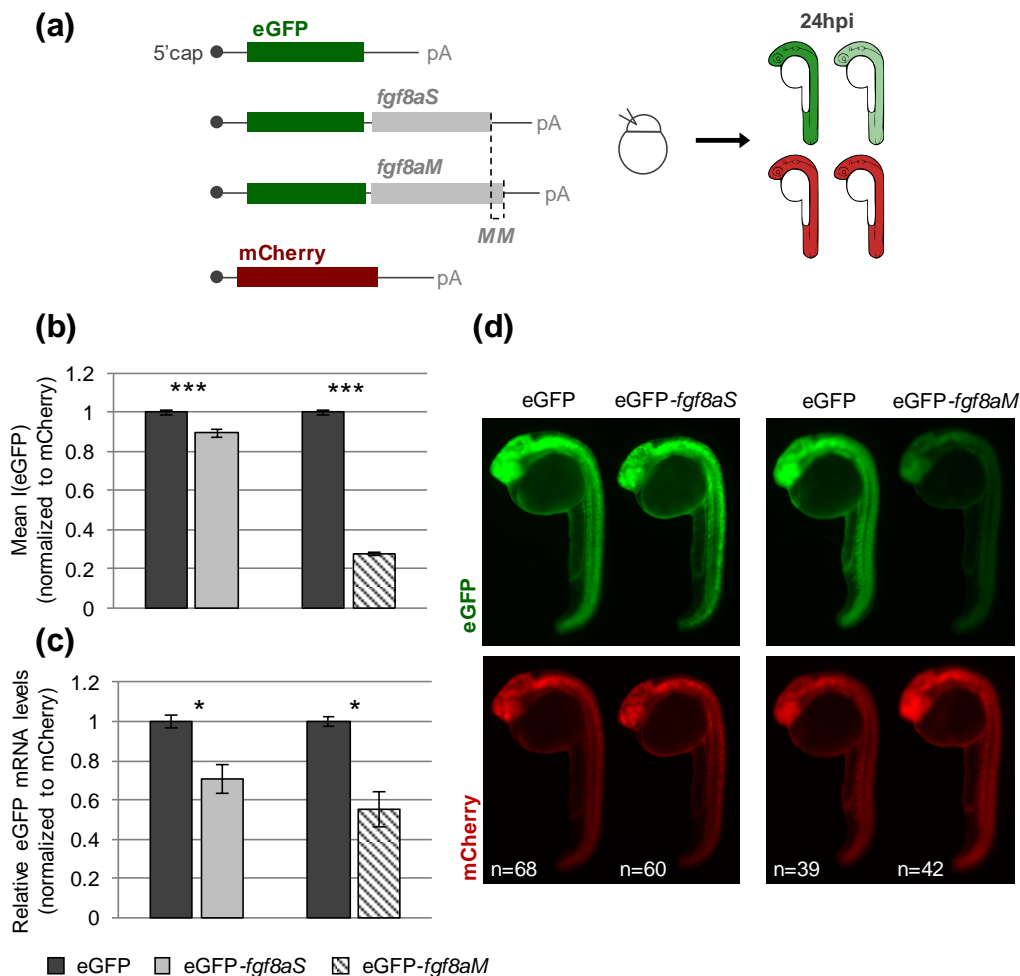 (a)
24hpi
eGFP
5'cap
pA
fgf8aS
pA
fgf8aM
pA
MM
mCherry
pA
(b)
Mean I(eGFP)
(normalized to mCherry)
1.2
1
0.8
0.6
0.4
0.2
0
***
***
(c)
Relative eGFP mRNA levels
(normalized to mCherry)
1.2
1
0.8
0.6
0.4
0.2
0
*
*
eGFP
eGFP-fgf8aS
eGFP-fgf8aM
(d)
eGFP
eGFP-fgf8aS
eGFP
eGFP-fgf8aM
eGFP
mCherry
n=68
n=60
n=39
n=42